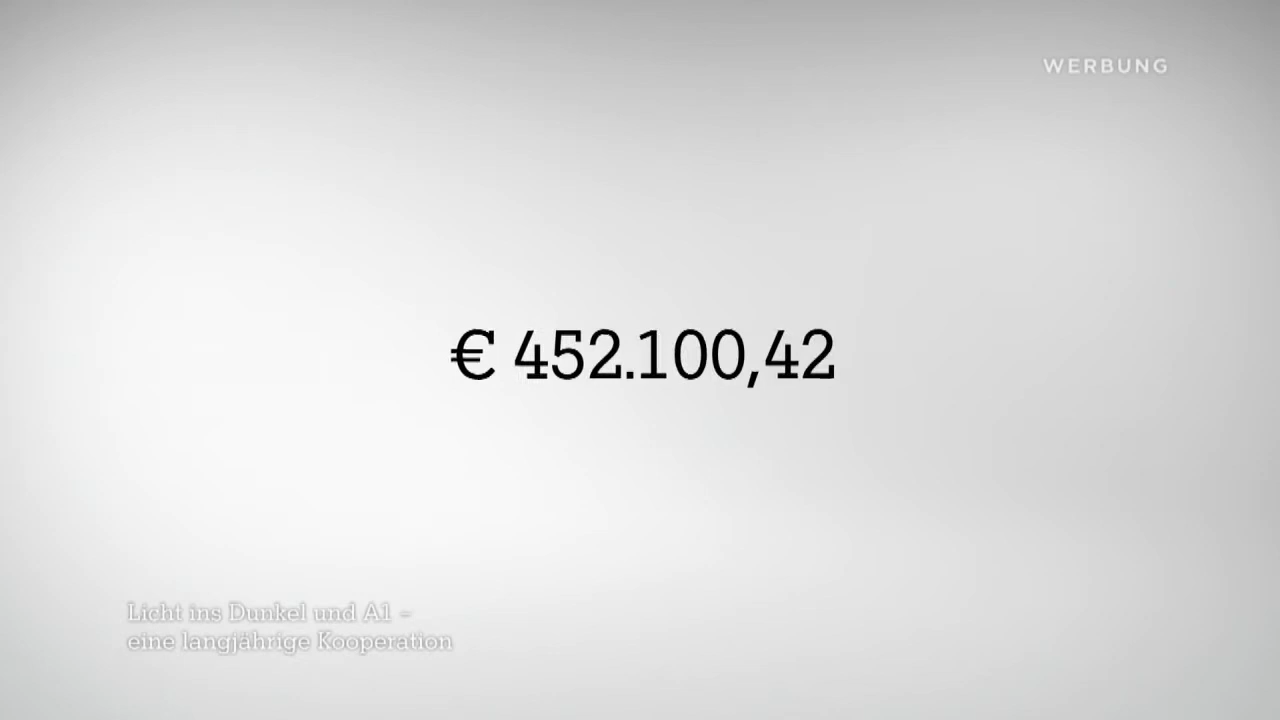 WERBUNG
€ 452.100,42
Licht ins Dunkel und A1 –
eine langjährige Kooperation